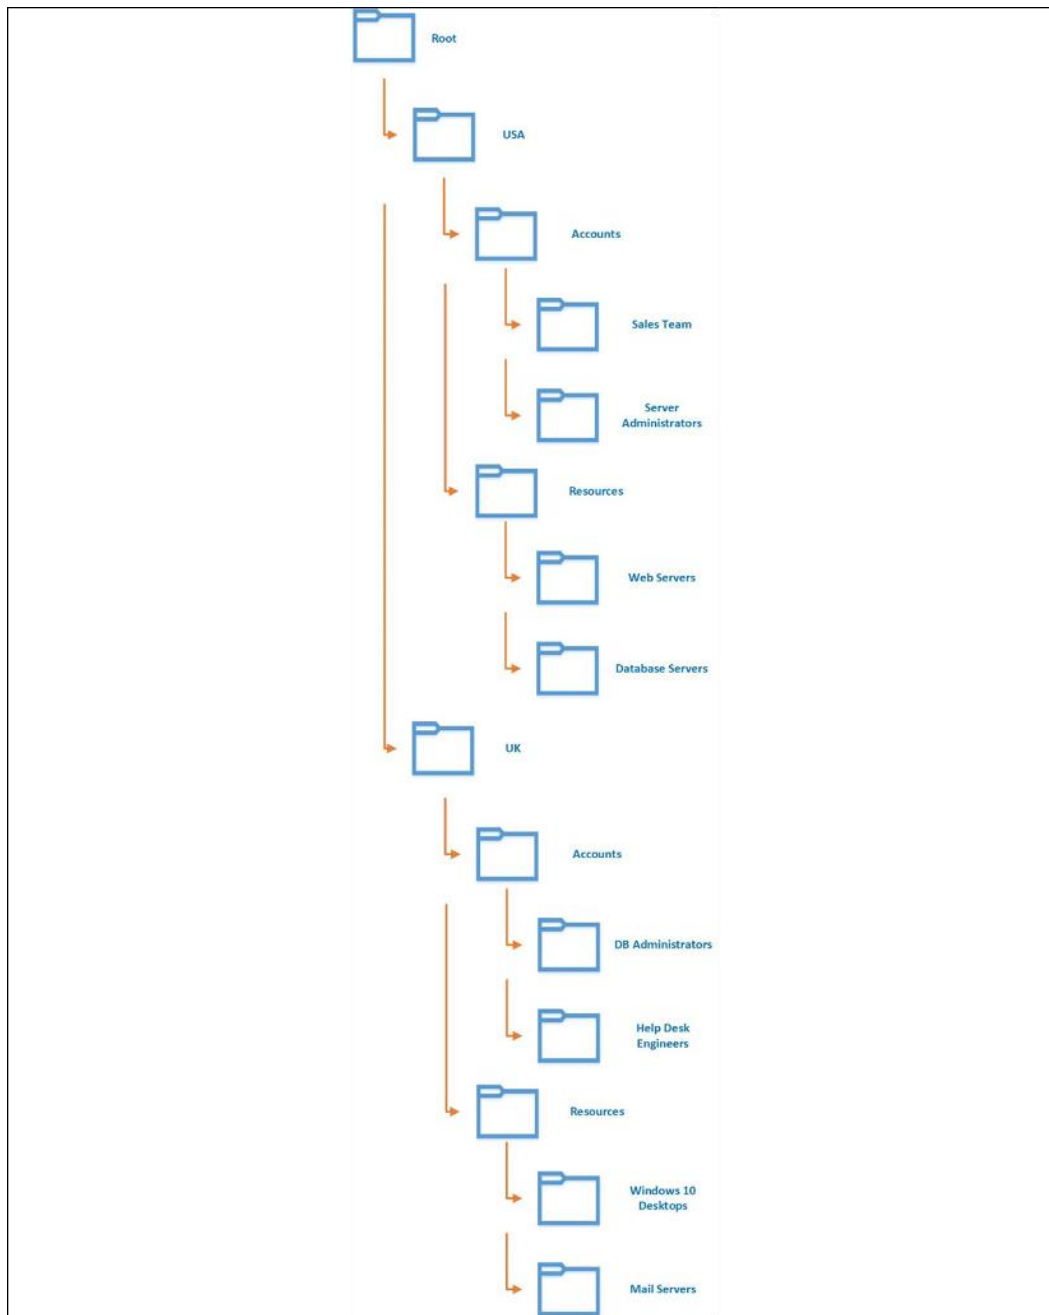 Root
USA
Accounts
Sales Team
Server
Administrators
Resources
Web Servers
Database Servers
UK
Accounts
DB Administrators
Help Desk
Engineers
Resources
Windows 10
Desktops
Mail Servers